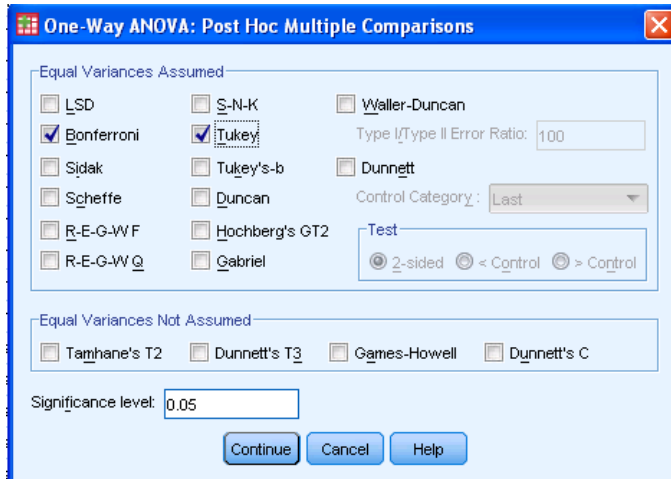 One-Way ANOVA: Post Hoc Multiple Comparisons
Equal Variances Assumed
LSD S-N-K Waller-Duncan
Bonferroni Tukey Type I/Type II Error Ratio: 100
Sidak Tukey's-b Dunnett
Scheffe Duncan Control Category : Last
R-E-G-W F Hochberg's GT2 Test
R-E-G-W Q Gabriel 2-sided < Control > Control
Equal Variances Not Assumed
Tamhane's T2 Dunnett's T3 Games-Howell Dunnett's C
Significance level: 0.05
Continue Cancel Help